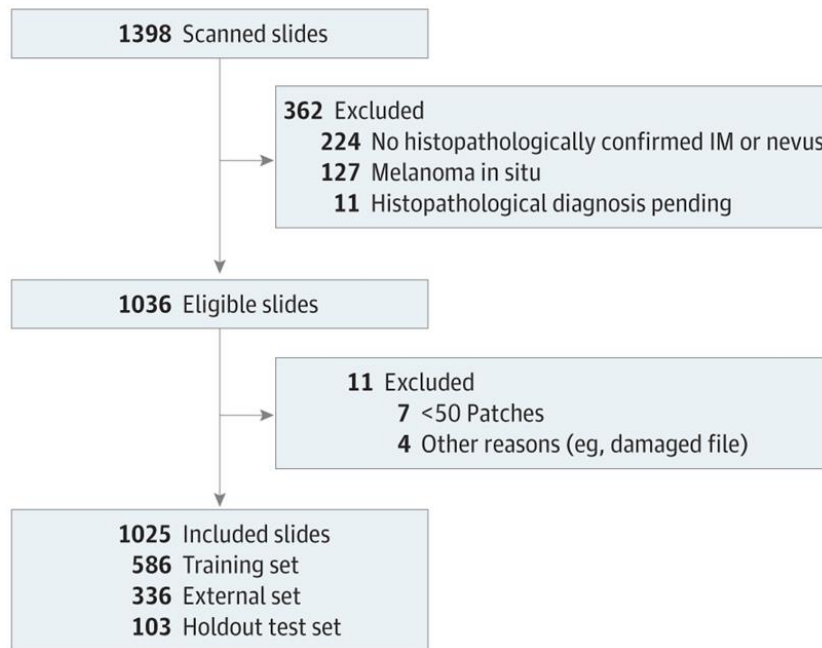 1398 Scanned slides
362 Excluded
224 No histopathologically confirmed IM or nevus
127 Melanoma in situ
11 Histopathological diagnosis pending
1036 Eligible slides
11 Excluded
7 <50 Patches
4 Other reasons (eg, damaged file)
1025 Included slides
586 Training set
336 External set
103 Holdout test set